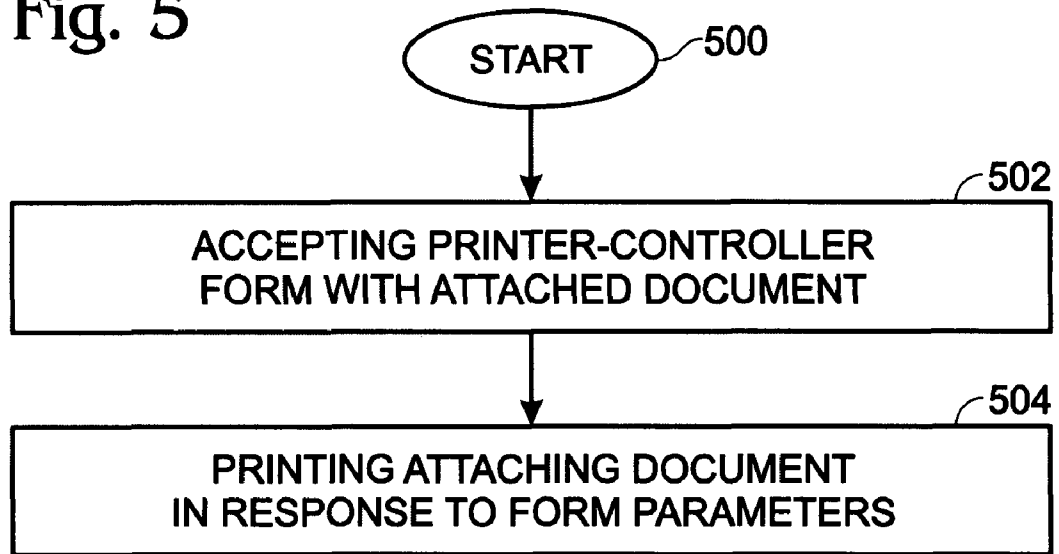 Fig. 5
START
500
502
ACCEPTING PRINTER-CONTROLLER
FORM WITH ATTACHED DOCUMENT
504
PRINTING ATTACHING DOCUMENT
IN RESPONSE TO FORM PARAMETERS